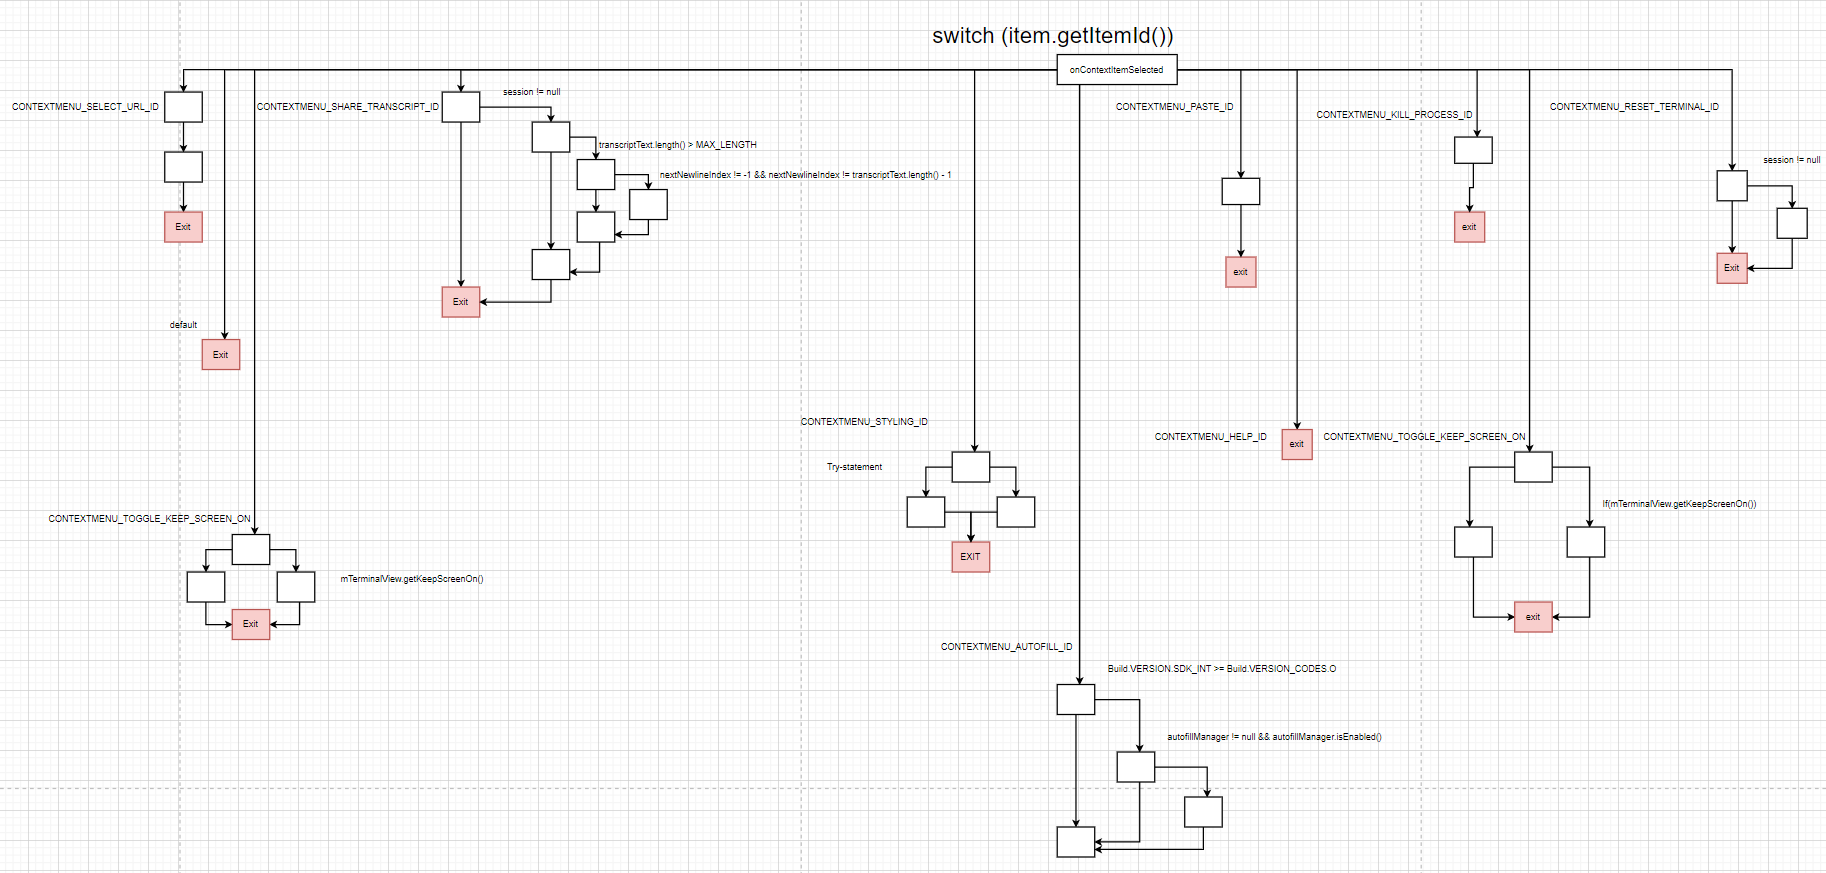 switch (item.getItemId())
onContextItemSelected
CONTEXTMENU_SELECT_URL_ID
Exit
default
Exit
CONTEXTMENU_TOGGLE_KEEP_SCREEN_ON
mTerminalView.getKeepScreenOn()
Exit
CONTEXTMENU_SHARE_TRANSCRIPT_ID
session != null
transcriptText.length() > MAX_LENGTH
nextNewlineIndex != -1 && nextNewlineIndex != transcriptText.length() - 1
Exit
CONTEXTMENU_STYLING_ID
Try-statement
EXIT
CONTEXTMENU_AUTOFILL_ID
Build.VERSION.SDK_INT >= Build.VERSION_CODES.O
autofillManager != null && autofillManager.isEnabled()
CONTEXTMENU_PASTE_ID
exit
CONTEXTMENU_HELP_ID
exit
CONTEXTMENU_KILL_PROCESS_ID
exit
CONTEXTMENU_TOGGLE_KEEP_SCREEN_ON
If(mTerminalView.getKeepScreenOn())
exit
CONTEXTMENU_RESET_TERMINAL_ID
session != null
Exit